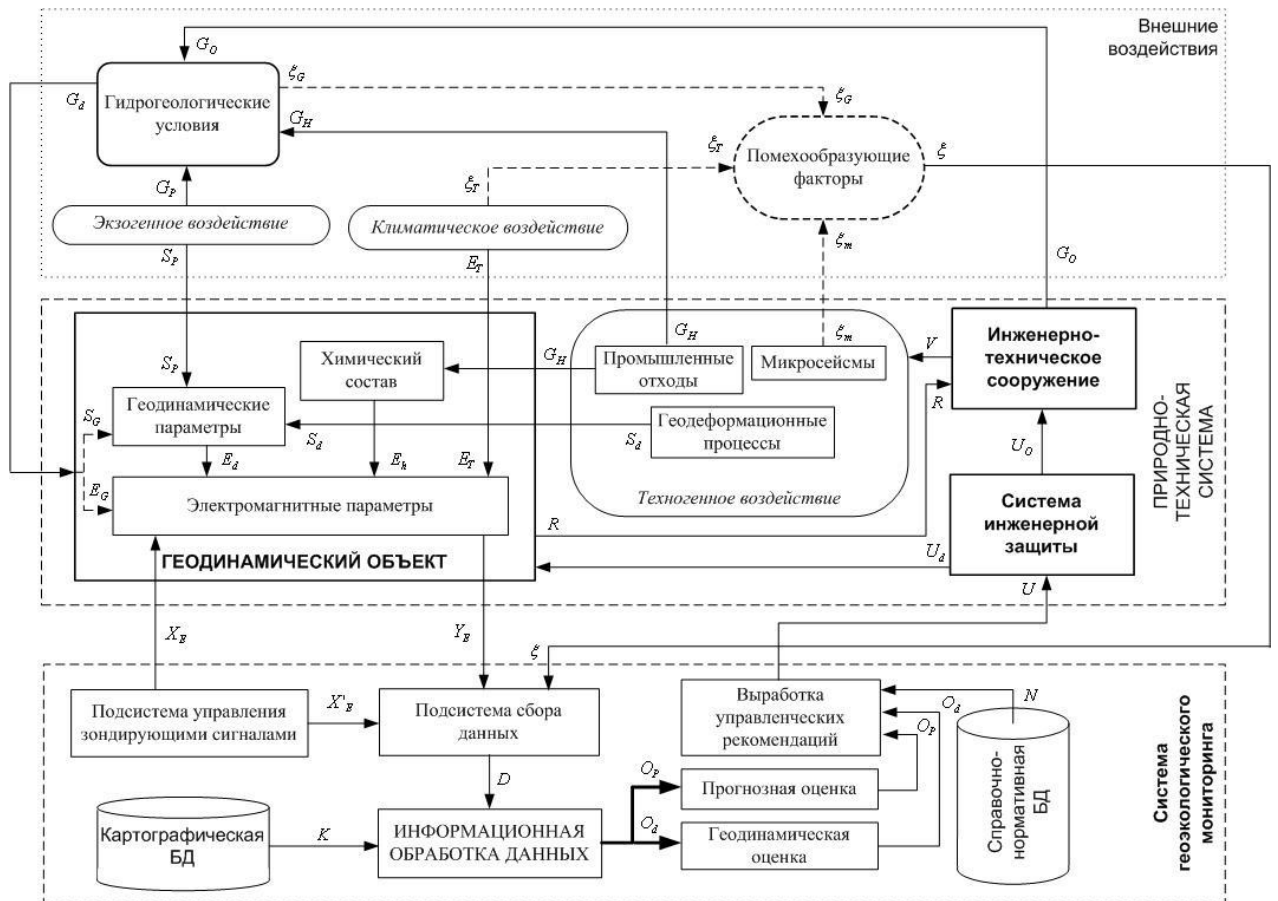 Внешние
воздействия
G_O
G_d
Гидрогеологические
условия
ξ_G
ξ_G
G_H
ξ_T
Помехообразующие
факторы
ξ
G_P
ξ_T
Экзогенное воздействие
Климатическое воздействие
ξ_m
S_P
E_T
G_O
ПРИРОДНО-
ТЕХНИЧЕСКАЯ
СИСТЕМА
S_P
Химический
состав
G_H
G_H
Промышленные
отходы
ξ_m
Микросейсмы
V
Инженерно-
техническое
сооружение
R
S_G
Геодинамические
параметры
S_d
S_d
Геодеформационные
процессы
E_d
E_h
E_T
U_O
E_G
Электромагнитные параметры
Техногенное воздействие
Система
инженерной
защиты
R
ГЕОДИНАМИЧЕСКИЙ ОБЪЕКТ
U_d
U
X_E
Y_E
ξ
Подсистема управления
зондирующими сигналами
X'_E
Подсистема сбора
данных
Выработка
управленческих
рекомендаций
N
O_d
O_P
D
O_P
Прогнозная оценка
Картографическая
БД
K
ИНФОРМАЦИОННАЯ
ОБРАБОТКА ДАННЫХ
O_d
Геодинамическая
оценка
Справочно-
нормативная
БД
Система
геоэкологического
мониторинга